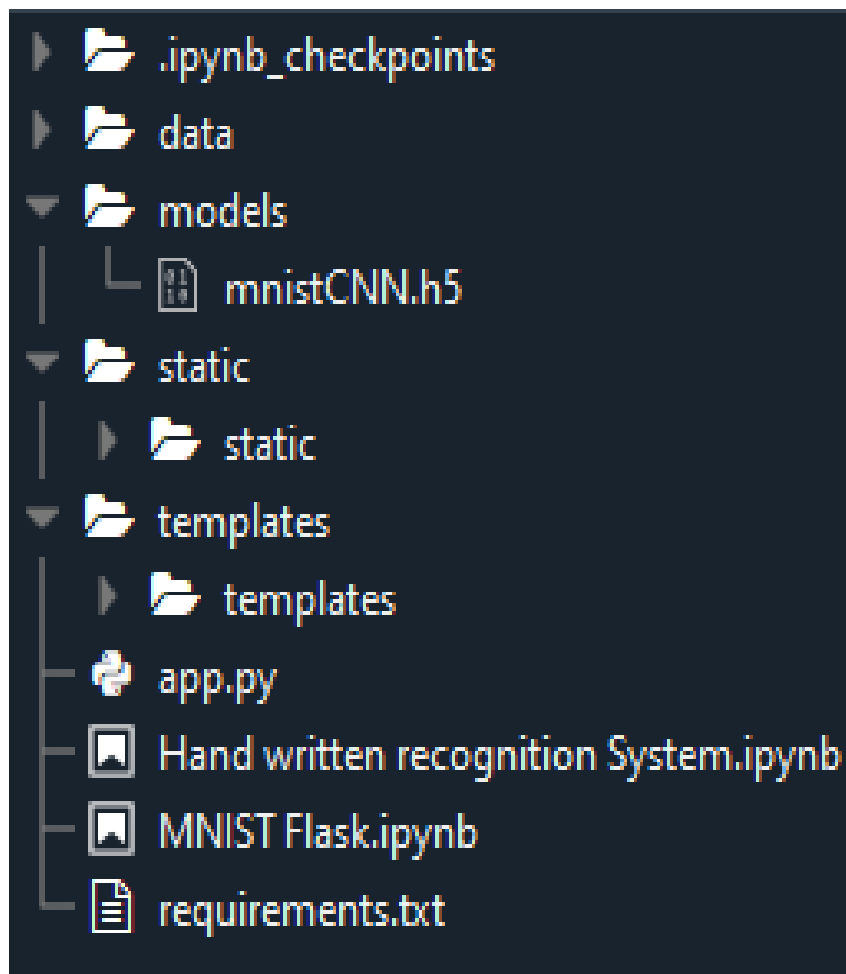 .ipynb_checkpoints
data
models
mnistCNN.h5
static
static
templates
templates
app.py
Hand written recognition System.ipynb
MNIST Flask.ipynb
requirements.txt